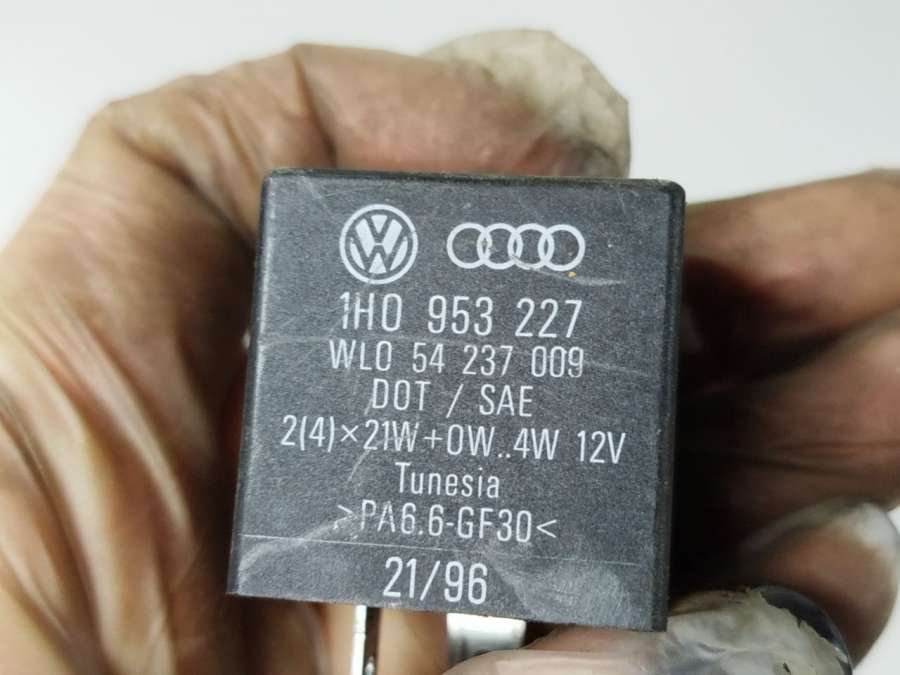 1H0 953 227
WL0 54 237 009
DOT / SAE
2(4)×21W+0W..4W 12V
Tunesia
>PA6.6-GF30<
21/96